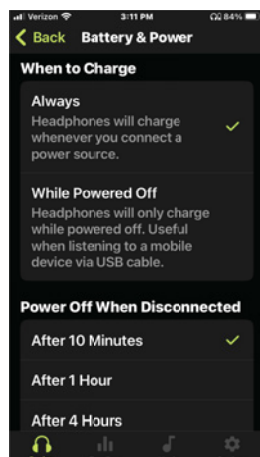 Verizon 3:11 PM 84%
Back Battery & Power
When to Charge
Always
Headphones will charge
whenever you connect a
power source.
While Powered Off
Headphones will only charge
while powered off. Useful
when listening to a mobile
device via USB cable.
Power Off When Disconnected
After 10 Minutes
After 1 Hour
After 4 Hours